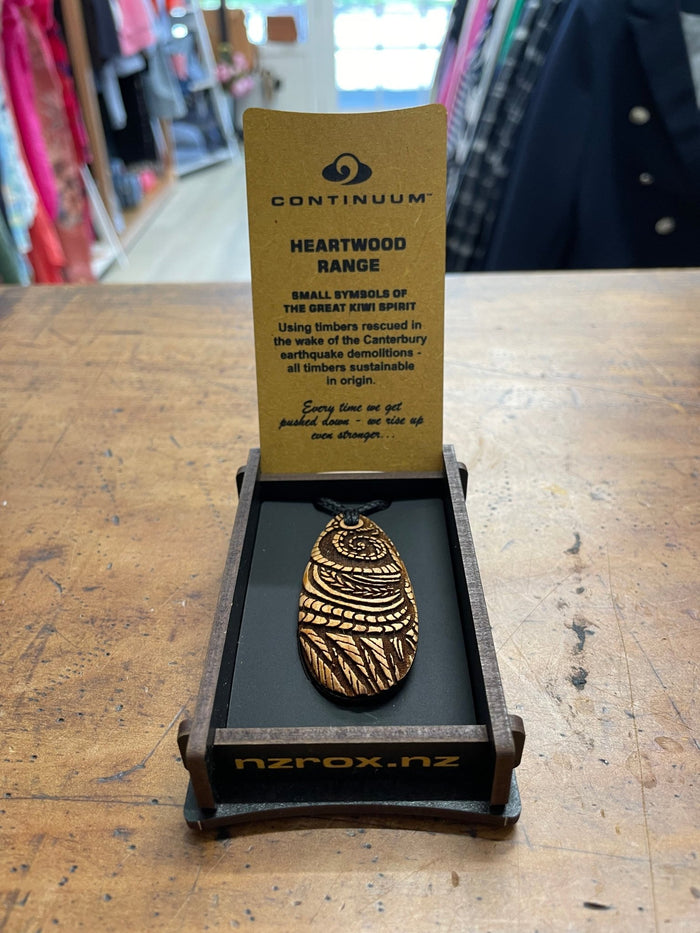 CONTINUUM™
HEARTWOOD
RANGE
SMALL SYMBOLS OF
THE GREAT KIWI SPIRIT
Using timbers rescued in
the wake of the Canterbury
earthquake demolitions -
all timbers sustainable
in origin.
Every time we get
pushed down - we rise up
even stronger...
nzrox.nz